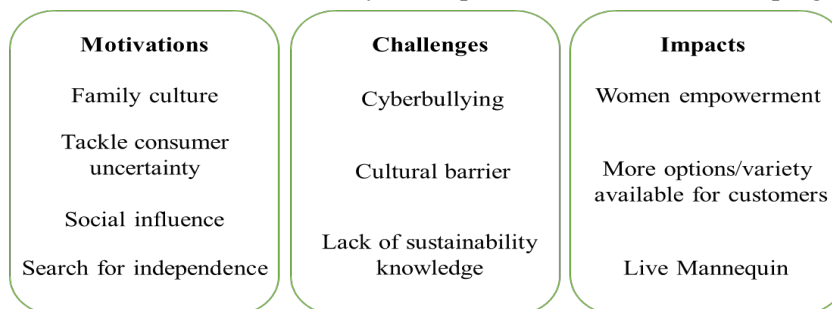 Motivations
Family culture
Tackle consumer
uncertainty
Social influence
Search for independence
Challenges
Cyberbullying
Cultural barrier
Lack of sustainability
knowledge
Impacts
Women empowerment
More options/variety
available for customers
Live Mannequin